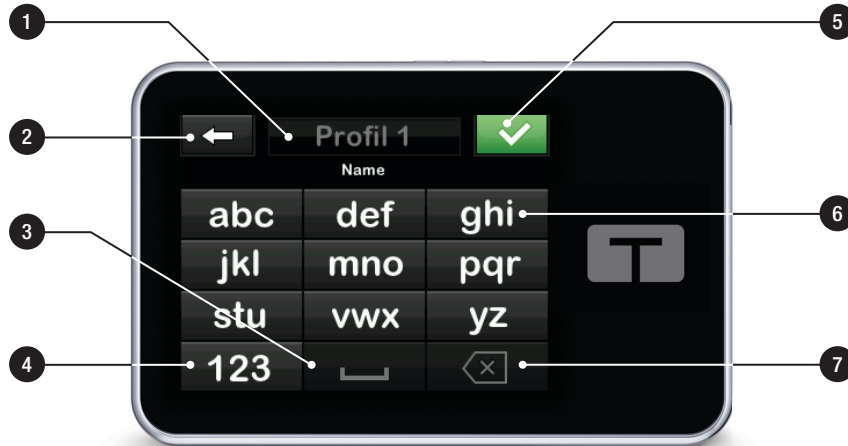 1
5
2
Profil 1
Name
abc def ghi
6
3
jkl mno pqr
stu vwx yz
4
123
7